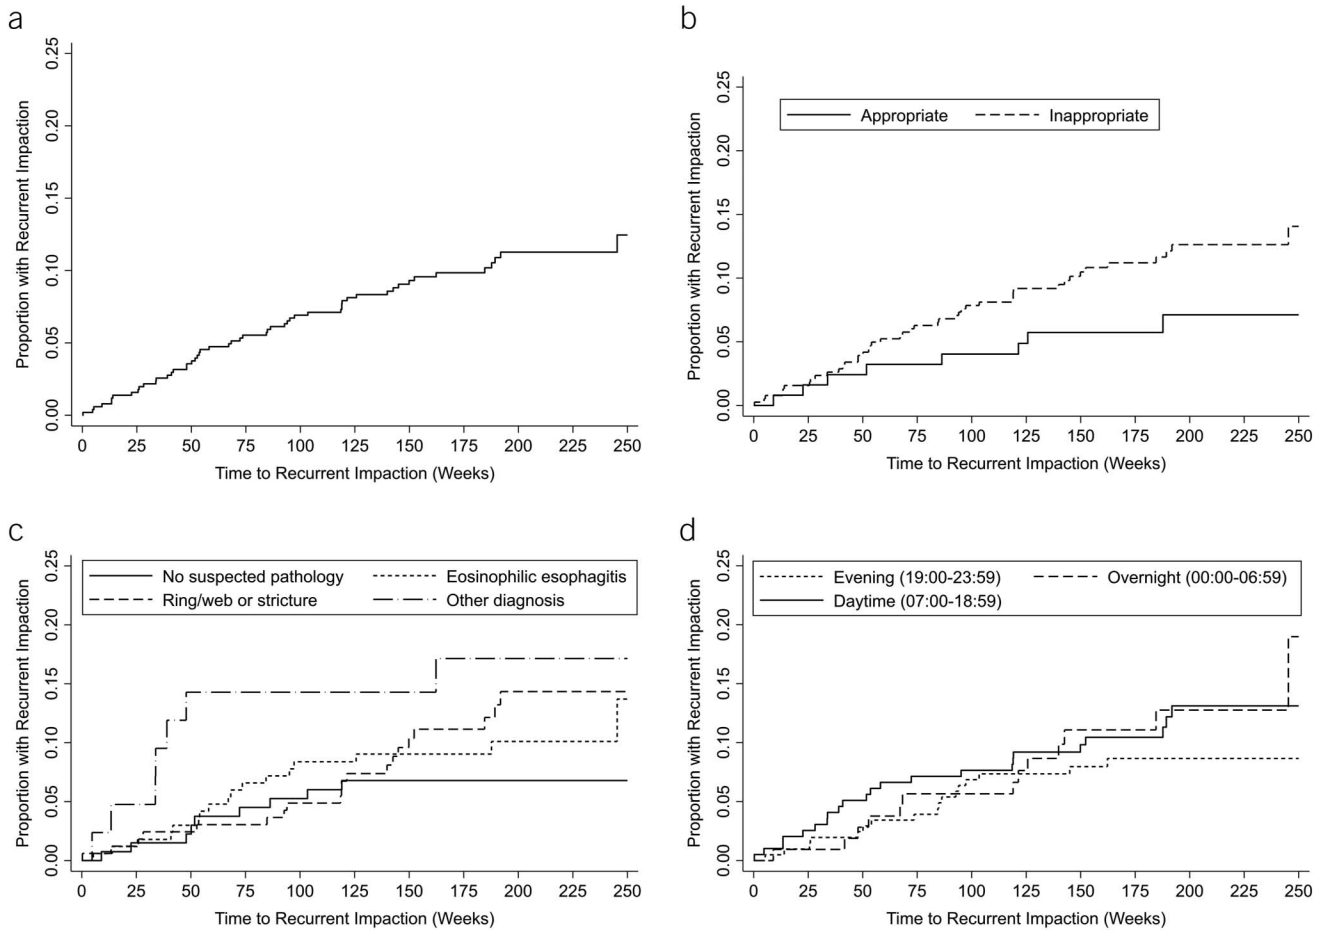 a
0.25
0.20
0.15
0.10
0.05
0.00
Proportion with Recurrent Impaction
0 25 50 75 100 125 150 175 200 225 250
Time to Recurrent Impaction (Weeks)
b
Appropriate Inappropriate
0.25
0.20
0.15
0.10
0.05
0.00
Proportion with Recurrent Impaction
0 25 50 75 100 125 150 175 200 225 250
Time to Recurrent Impaction (Weeks)
c
No suspected pathology Eosinophilic esophagitis
Ring/web or stricture Other diagnosis
0.25
0.20
0.15
0.10
0.05
0.00
Proportion with Recurrent Impaction
0 25 50 75 100 125 150 175 200 225 250
Time to Recurrent Impaction (Weeks)
d
Evening (19:00-23:59) Overnight (00:00-06:59)
Daytime (07:00-18:59)
0.25
0.20
0.15
0.10
0.05
0.00
Proportion with Recurrent Impaction
0 25 50 75 100 125 150 175 200 225 250
Time to Recurrent Impaction (Weeks)